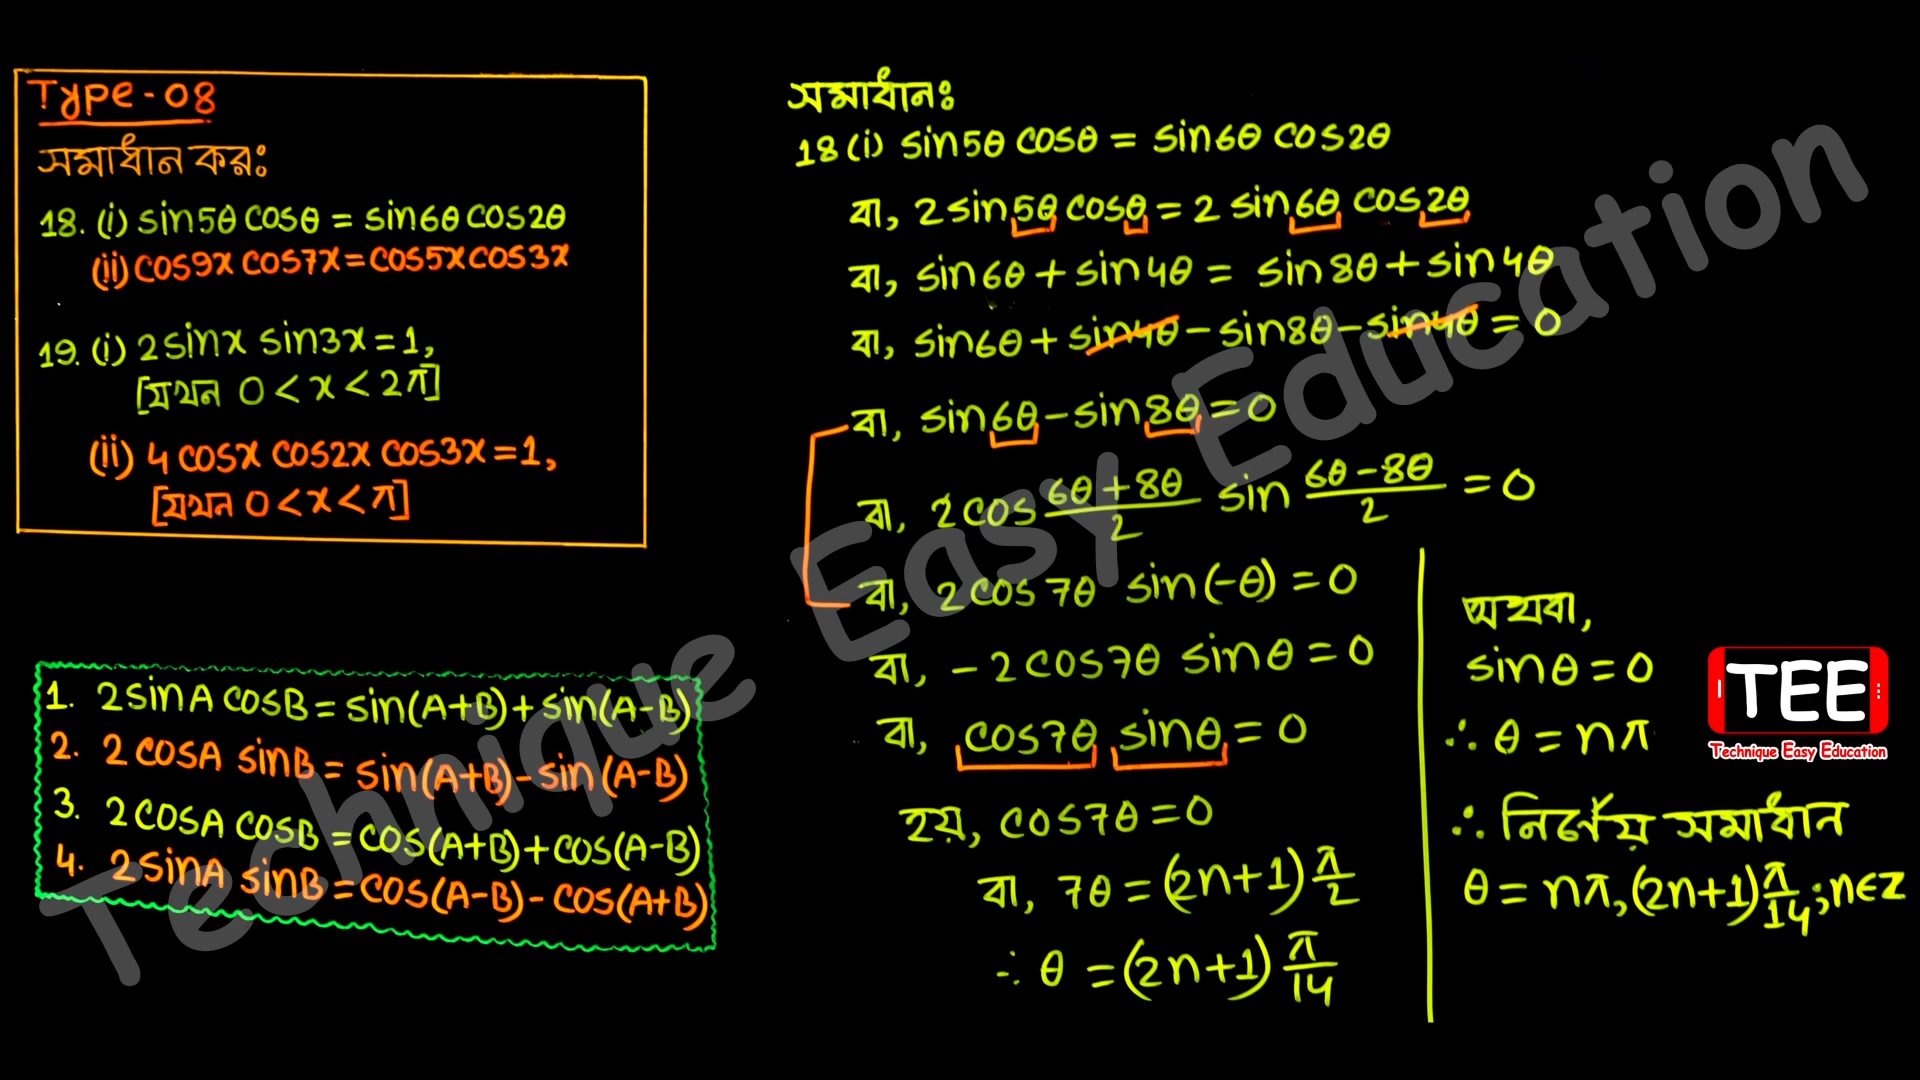 Type-08
সমাধান করঃ
18. (i) sin5θ cosθ = sin6θ cos2θ
(ii) cos9x cos7x = cos5x cos3x
19. (i) 2sinx sin3x = 1,
[যখন 0 < x < 2π]
(ii) 4 cosx cos2x cos3x = 1,
[যখন 0 < x < π]
1. 2sinA cosB = sin(A+B) + sin(A-B)
2. 2cosA sinB = sin(A+B) - sin(A-B)
3. 2cosA cosB = cos(A+B) + cos(A-B)
4. 2sinA sinB = cos(A-B) - cos(A+B)
সমাধানঃ
18 (i) sin5θ cosθ = sin6θ cos2θ
বা, 2 sin5θ cosθ = 2 sin6θ cos2θ
বা, sin6θ + sin4θ = sin8θ + sin4θ
বা, sin6θ + sin4θ - sin8θ - sin4θ = 0
বা, sin6θ - sin8θ = 0
বা, 2cos (6θ+8θ)/2 sin (6θ-8θ)/2 = 0
বা, 2cos7θ sin(-θ) = 0
বা, -2cos7θ sinθ = 0
বা, cos7θ sinθ = 0
হয়, cos7θ = 0
বা, 7θ = (2n+1) π/2
∴ θ = (2n+1) π/14
অথবা,
sinθ = 0
∴ θ = nπ
∴ নির্ণেয় সমাধান
θ = nπ, (2n+1) π/14 ; n∈Z
TEE
Technique Easy Education
Technique Easy Education